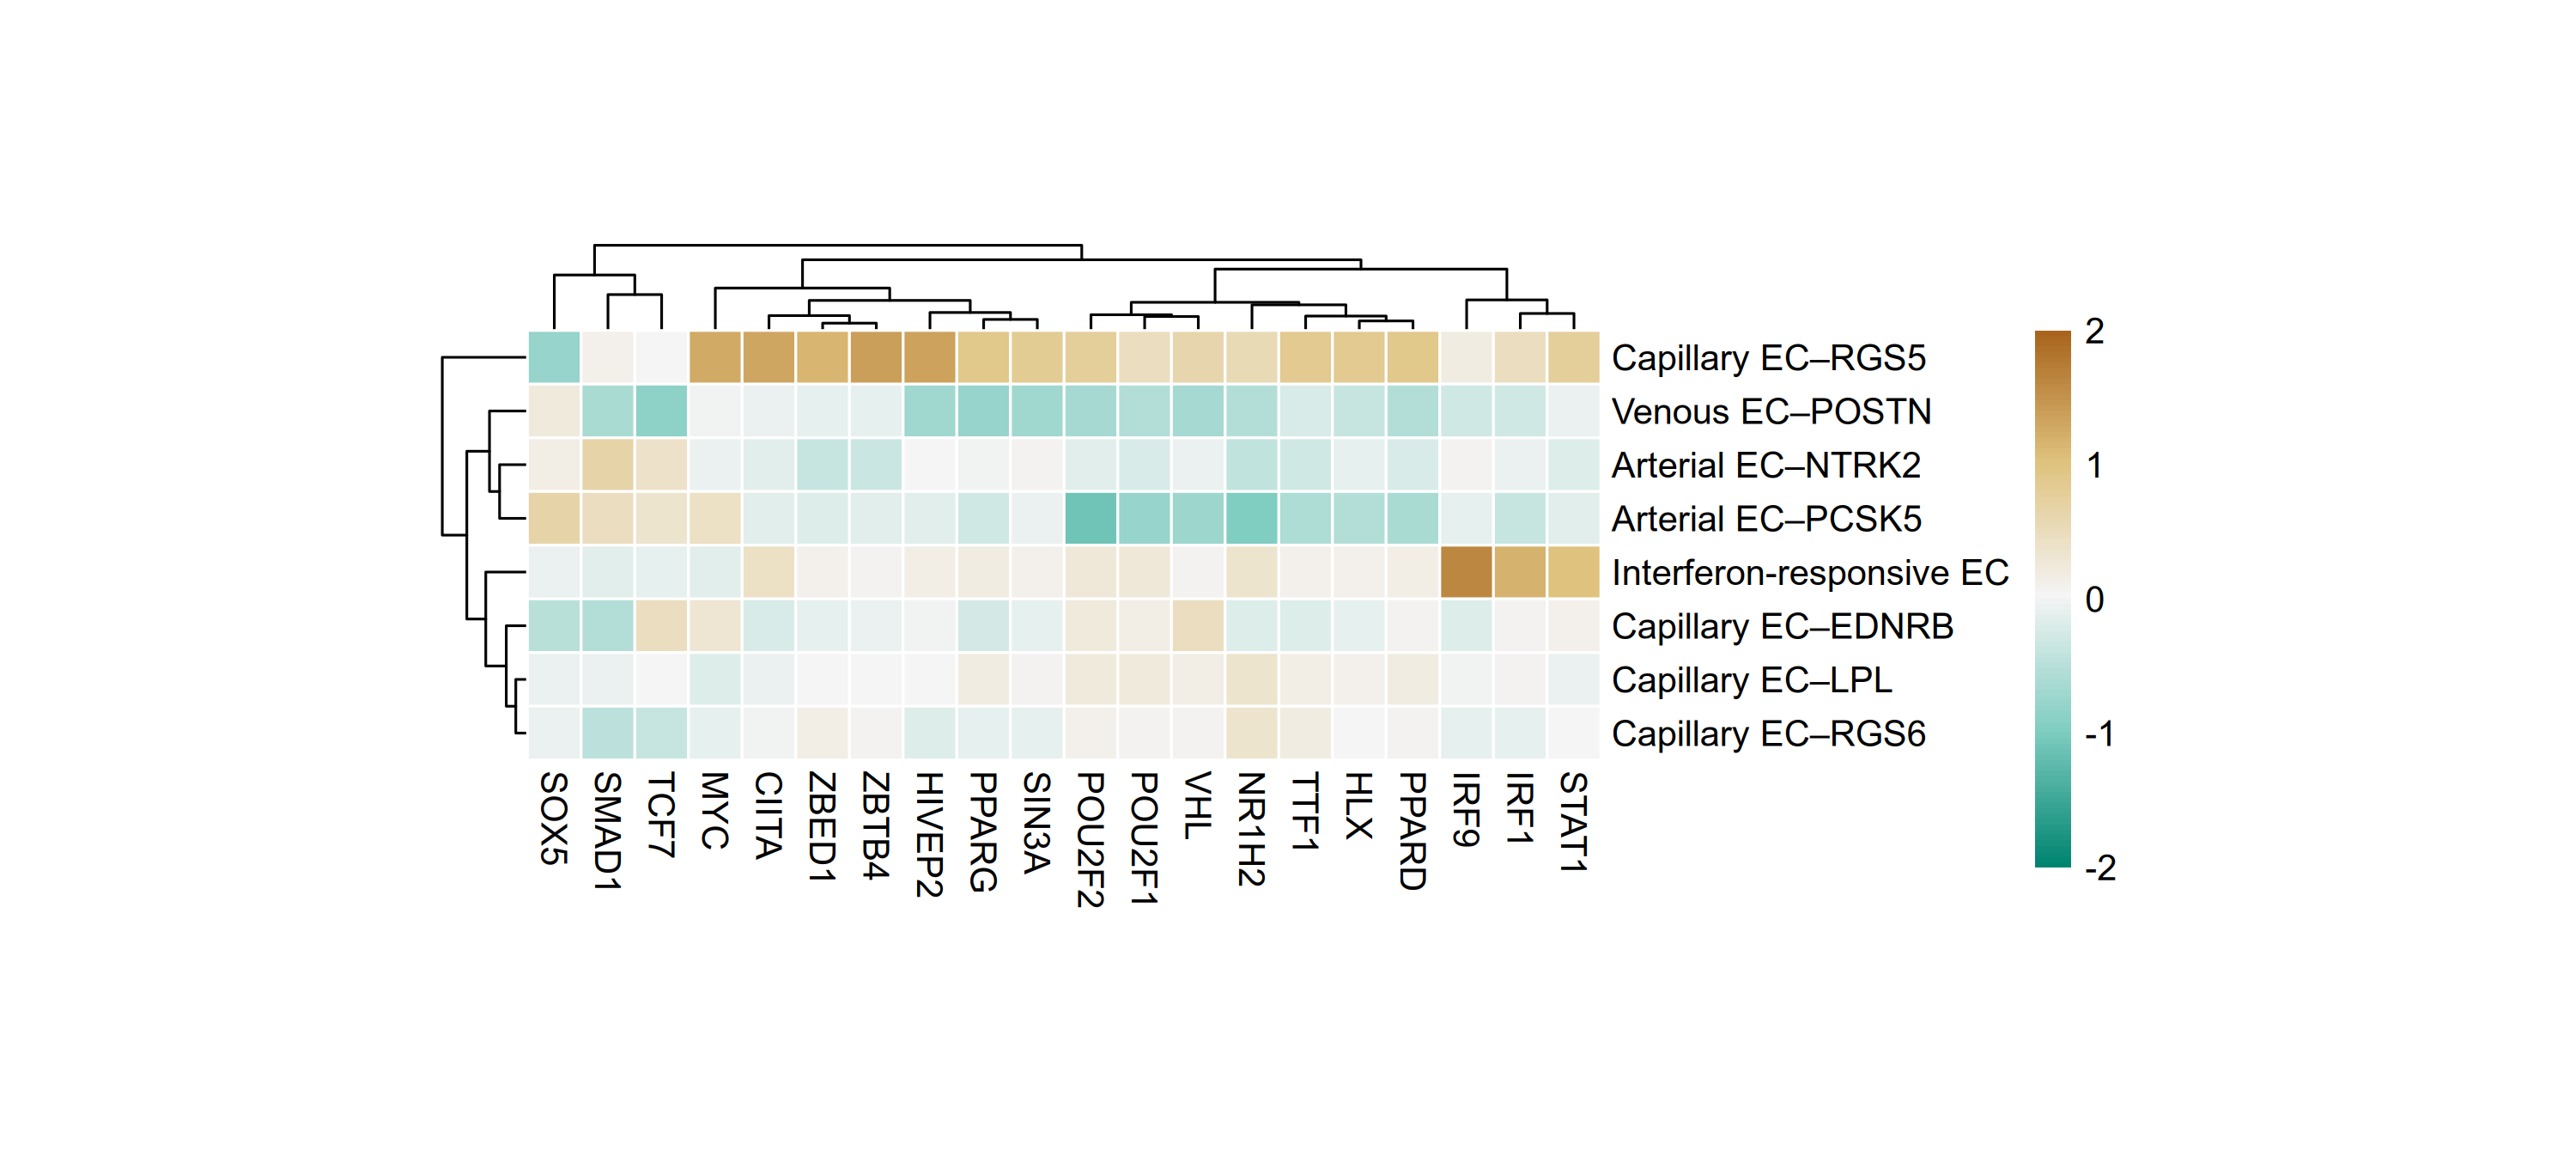 Capillary EC–RGS5
Venous EC–POSTN
Arterial EC–NTRK2
Arterial EC–PCSK5
Interferon-responsive EC
Capillary EC–EDNRB
Capillary EC–LPL
Capillary EC–RGS6
SOX5
SMAD1
TCF7
MYC
CIITA
ZBED1
ZBTB4
HIVEP2
PPARG
SIN3A
POU2F2
POU2F1
VHL
NR1H2
TTF1
HLX
PPARD
IRF9
IRF1
STAT1
2
1
0
-1
-2